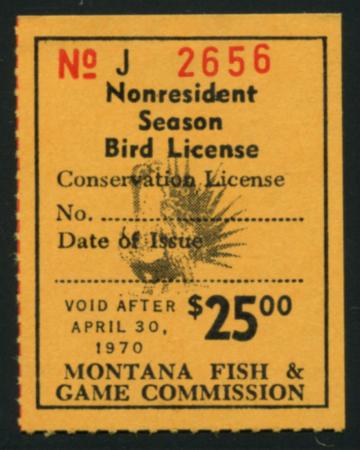 No J 2656
Nonresident
Season
Bird License
Conservation License
No. ..............................
Date of Issue
..............................
VOID AFTER
APRIL 30,
1970
$25 00
MONTANA FISH &
GAME COMMISSION